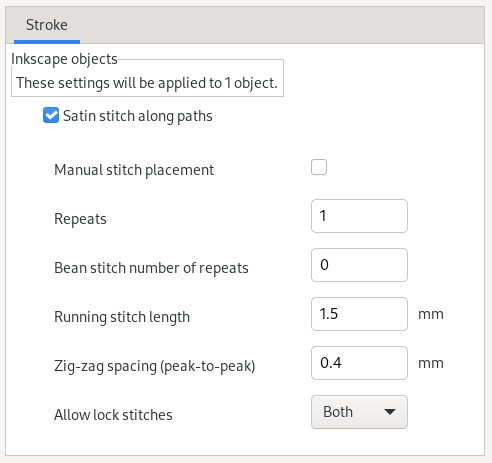 Stroke
Inkscape objects
These settings will be applied to 1 object.
Satin stitch along paths
Manual stitch placement
Repeats 1
Bean stitch number of repeats 0
Running stitch length 1.5 mm
Zig-zag spacing (peak-to-peak) 0.4 mm
Allow lock stitches Both